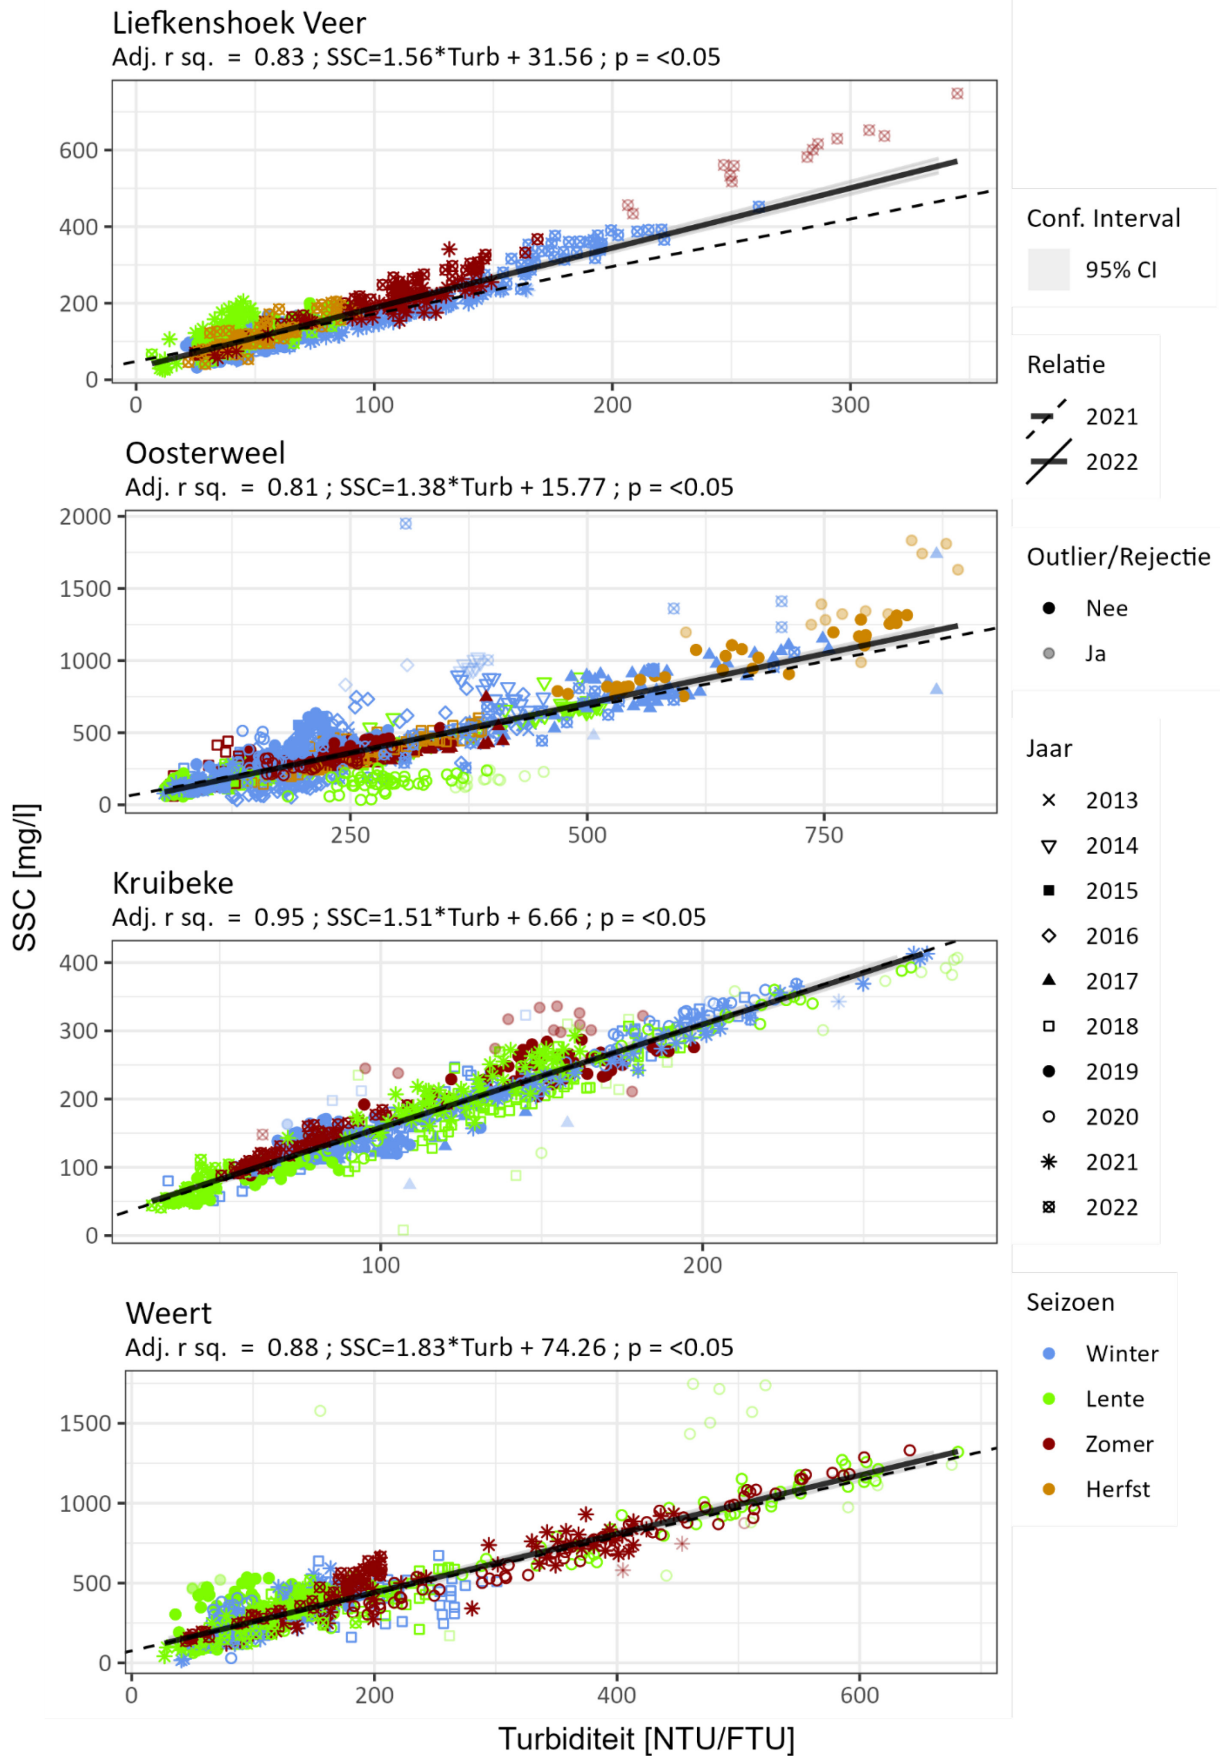 Liefkenshoek Veer
Adj. r sq. = 0.83 ; SSC=1.56*Turb + 31.56 ; p = <0.05
600
400
200
0
0 100 200 300
Oosterweel
Adj. r sq. = 0.81 ; SSC=1.38*Turb + 15.77 ; p = <0.05
2000
1500
1000
500
0
250 500 750
Kruibeke
Adj. r sq. = 0.95 ; SSC=1.51*Turb + 6.66 ; p = <0.05
400
300
200
100
0
100 200
Weert
Adj. r sq. = 0.88 ; SSC=1.83*Turb + 74.26 ; p = <0.05
1500
1000
500
0
0 200 400 600
SSC [mg/l]
Turbiditeit [NTU/FTU]
Conf. Interval
95% CI
Relatie
2021
2022
Outlier/Rejectie
Nee
Ja
Jaar
2013
2014
2015
2016
2017
2018
2019
2020
2021
2022
Seizoen
Winter
Lente
Zomer
Herfst